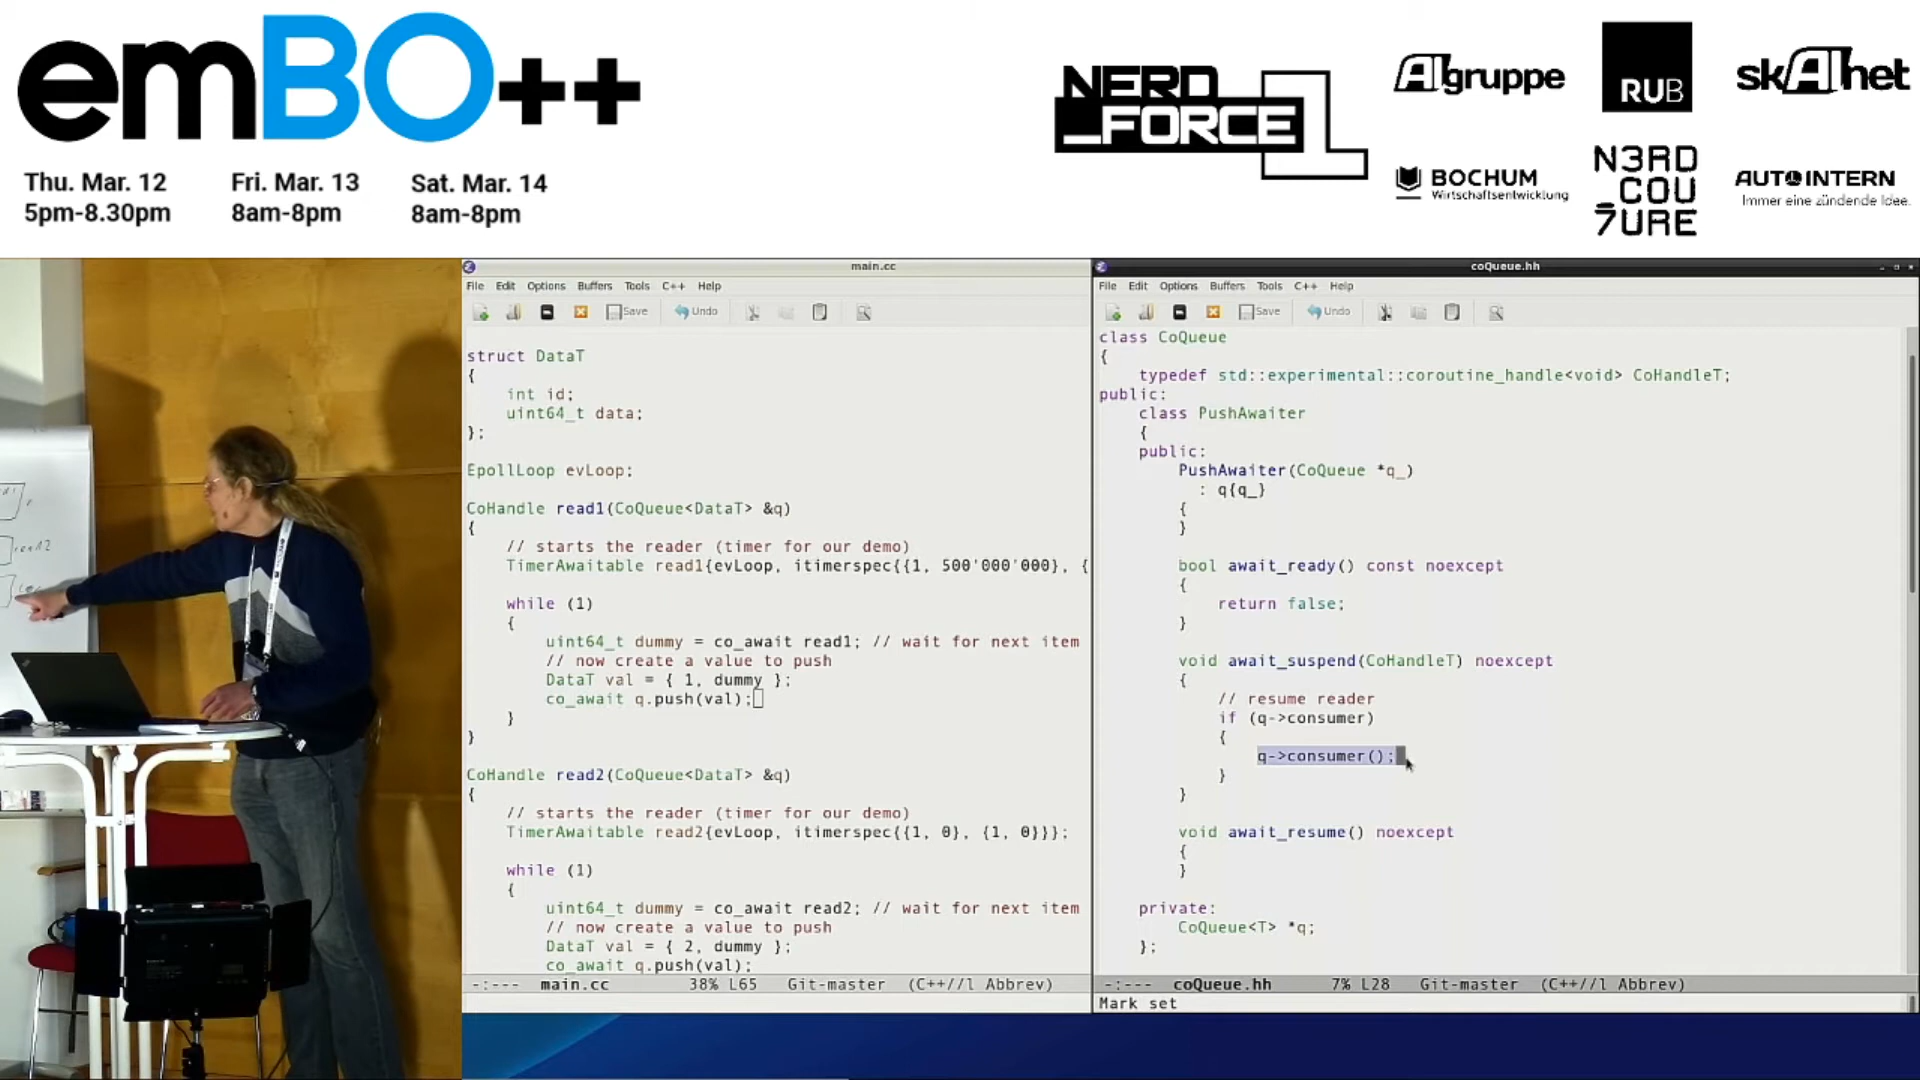 emBO++
Thu. Mar. 12
5pm-8.30pm
Fri. Mar. 13
8am-8pm
Sat. Mar. 14
8am-8pm
NERD
_FORCE
1
AIgruppe
RUB
skAInet
BOCHUM
Wirtschaftsentwicklung
N3RD
COU
7URE
AUTOINTERN
Immer eine zündende Idee.
main.cc
File Edit Options Buffers Tools C++ Help
Save Undo
struct DataT
{
int id;
uint64_t data;
};
EpollLoop evLoop;
CoHandle read1(CoQueue<DataT> &q)
{
// starts the reader (timer for our demo)
TimerAwaitable read1{evLoop, itimerspec{{1, 500'000'000}, {
while (1)
{
uint64_t dummy = co_await read1; // wait for next item
// now create a value to push
DataT val = { 1, dummy };
co_await q.push(val);
}
}
CoHandle read2(CoQueue<DataT> &q)
{
// starts the reader (timer for our demo)
TimerAwaitable read2{evLoop, itimerspec{{1, 0}, {1, 0}}};
while (1)
{
uint64_t dummy = co_await read2; // wait for next item
// now create a value to push
DataT val = { 2, dummy };
co_await q.push(val);
-:--- main.cc 38% L65 Git-master (C++//l Abbrev)
coQueue.hh
File Edit Options Buffers Tools C++ Help
Save Undo
class CoQueue
{
typedef std::experimental::coroutine_handle<void> CoHandleT;
public:
class PushAwaiter
{
public:
PushAwaiter(CoQueue *q_)
: q{q_}
{
}
bool await_ready() const noexcept
{
return false;
}
void await_suspend(CoHandleT) noexcept
{
// resume reader
if (q->consumer)
{
q->consumer();
}
}
void await_resume() noexcept
{
}
private:
CoQueue<T> *q;
};
-:--- coQueue.hh 7% L28 Git-master (C++//l Abbrev)
Mark set